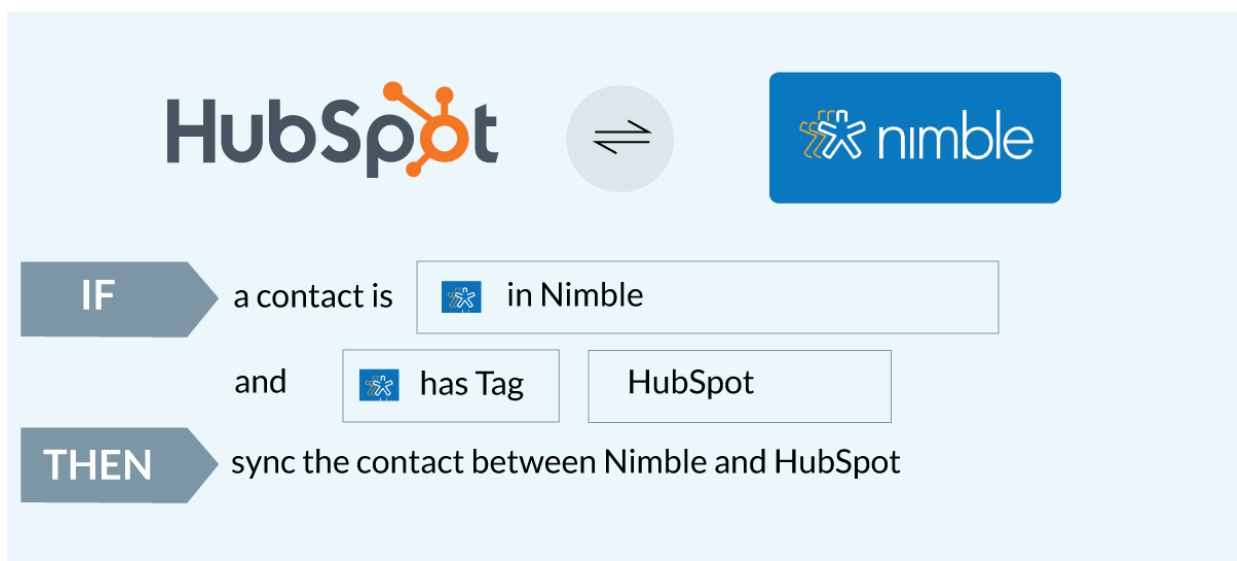 HubSpot ⇌ nimble
IF a contact is in Nimble
and has Tag HubSpot
THEN sync the contact between Nimble and HubSpot